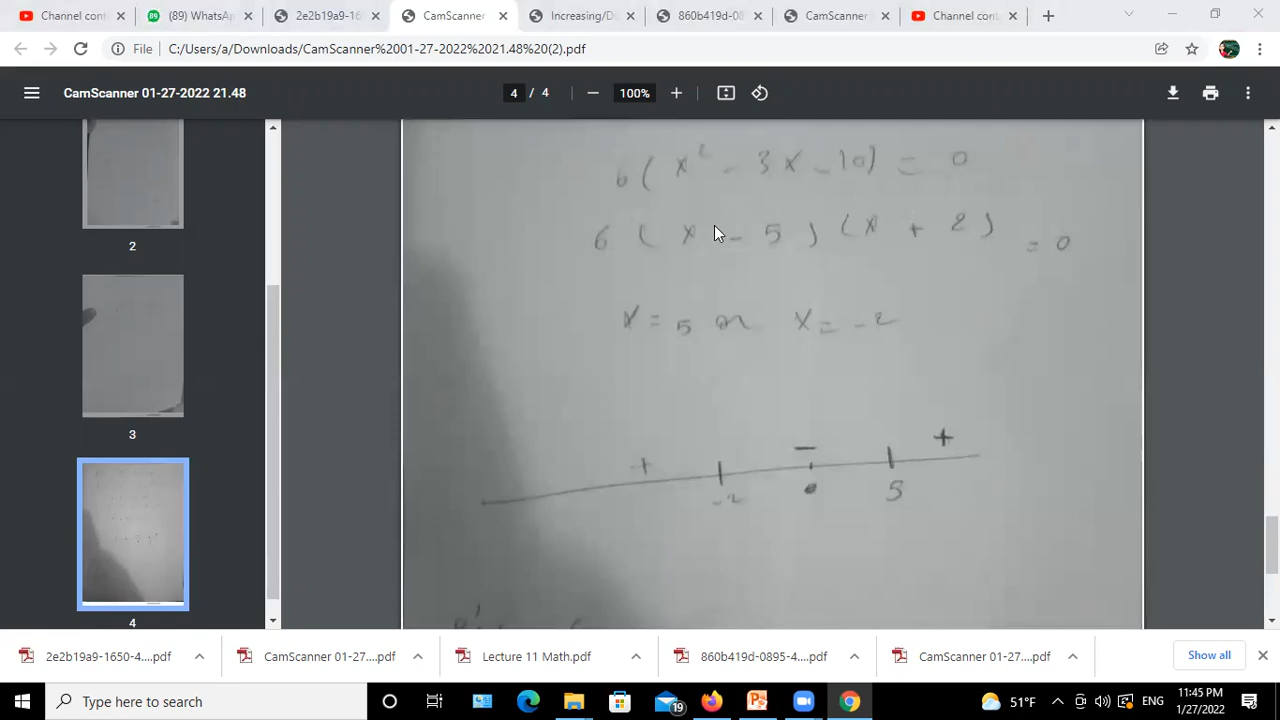 Channel cont
(89) WhatsAp
2e2b19a9-16
CamScanner
Increasing/D
860b419d-08
CamScanner
Channel cont
File
C:/Users/a/Downloads/CamScanner%2001-27-2022%2021.48%20(2).pdf
CamScanner 01-27-2022 21.48
4 / 4
100%
2
3
4
6 ( x² - 3x - 10) = 0
6 ( x - 5 ) ( x + 2 ) = 0
x = 5 or x = -2
+ - +
-2 0 5
2e2b19a9-1650-4....pdf
CamScanner 01-27....pdf
Lecture 11 Math.pdf
860b419d-0895-4....pdf
CamScanner 01-27....pdf
Show all
Type here to search
19
51°F
ENG
11:45 PM
1/27/2022